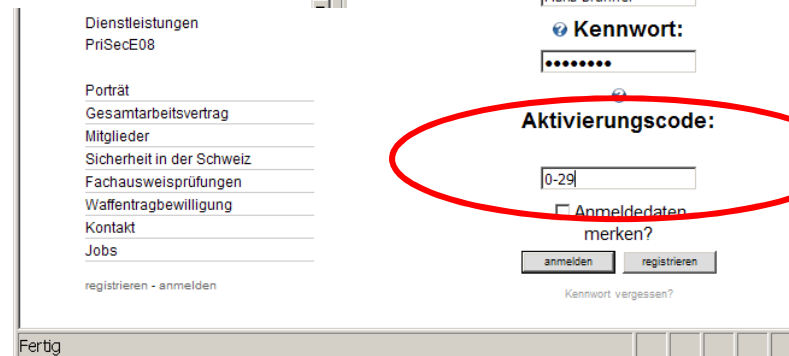 Dienstleistungen
PriSecE08
Porträt
Gesamtarbeitsvertrag
Mitglieder
Sicherheit in der Schweiz
Fachausweisprüfungen
Waffentragbewilligung
Kontakt
Jobs
registrieren - anmelden
Kennwort:
••••••••
Aktivierungscode:
0-29
Anmeldedaten
merken?
anmelden registrieren
Kennwort vergessen?
Fertig